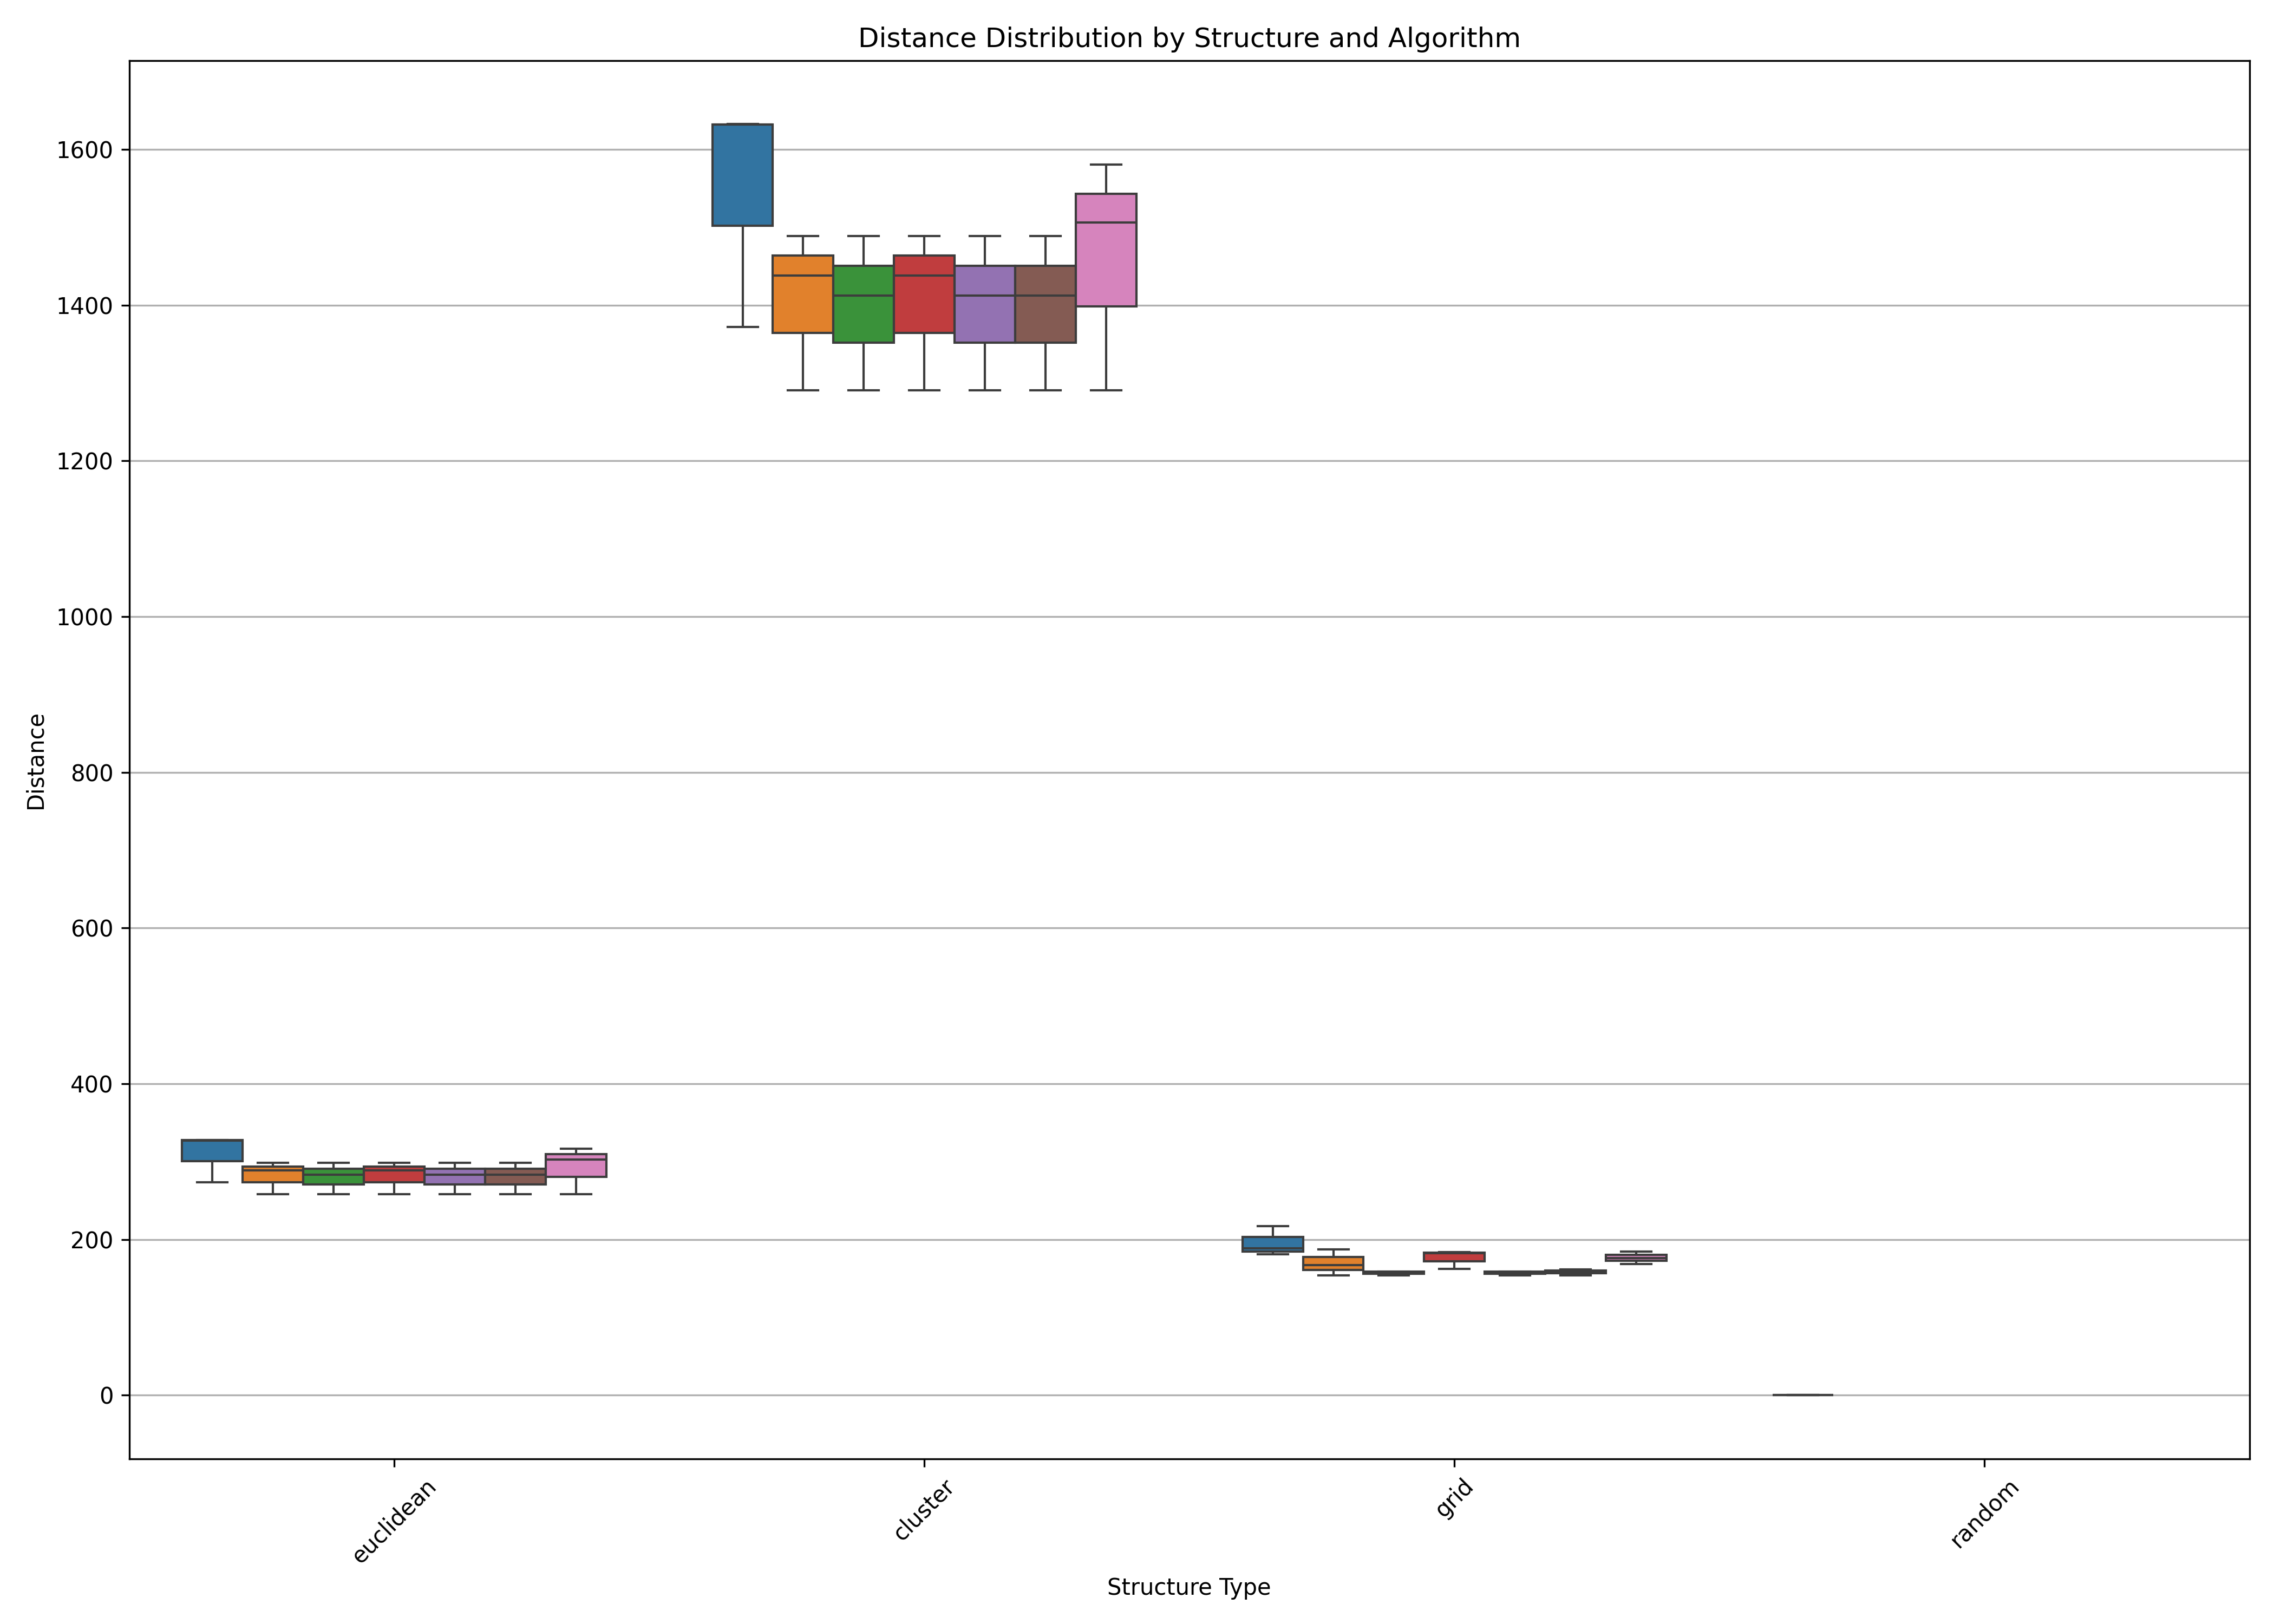 Distance Distribution by Structure and Algorithm
1600
1400
1200
1000
800
600
400
200
0
Distance
euclidean
cluster
grid
random
Structure Type